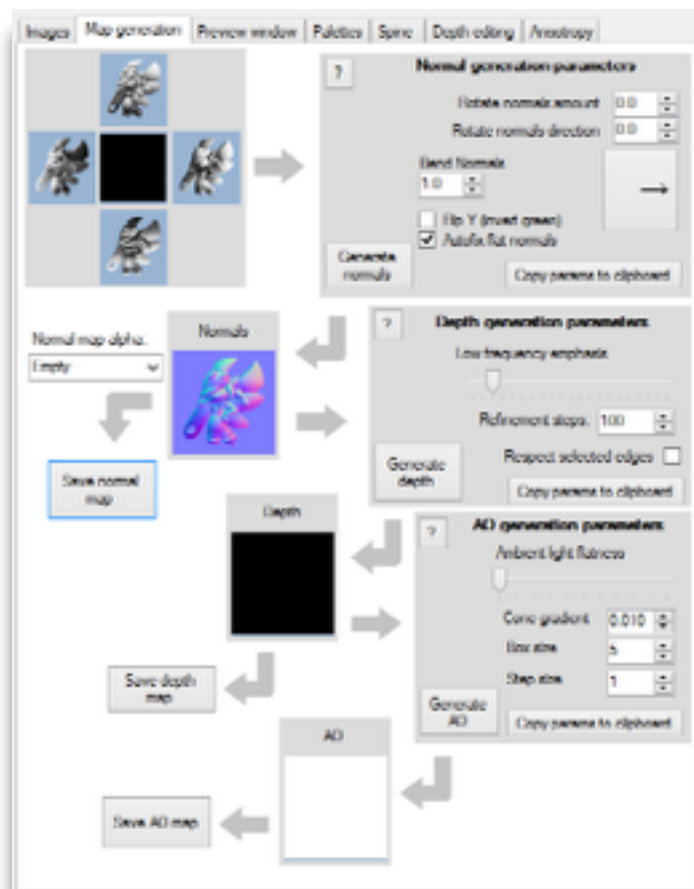 Images Map generation Preview window Palettes Spine Depth editing Anisotropy
?
Normal generation parameters
Rotate normals amount 0.0
Rotate normals direction 0.0
Bend Normals
1.0
Flip Y (invert green)
Autofix flat normals
Generate
normals
Copy params to clipboard
Normal map alpha:
Empty
Normals
Save normal
map
?
Depth generation parameters
Low frequency emphasis
Refinement steps: 100
Respect selected edges
Generate
depth
Copy params to clipboard
Depth
Save depth
map
?
AO generation parameters
Ambient light flatness
Cone gradient 0.010
Box size 5
Step size 1
Generate
AO
Copy params to clipboard
AO
Save AO map